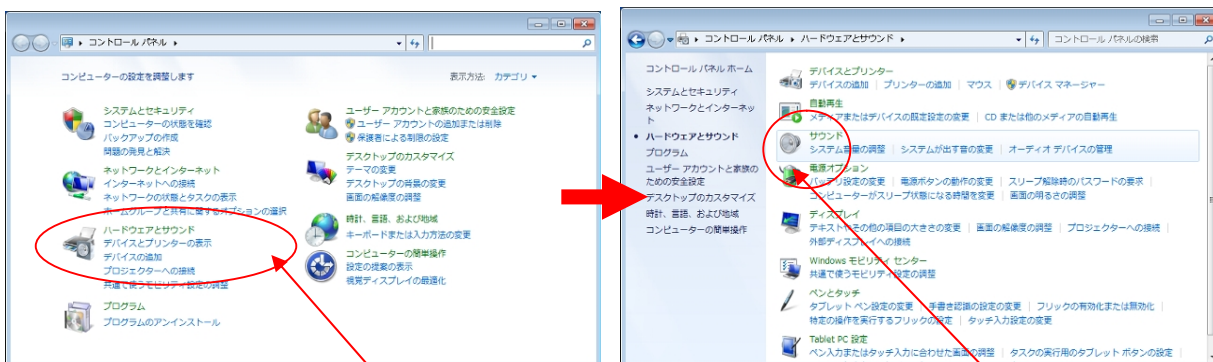 コントロール パネル
コンピューターの設定を調整します
表示方法: カテゴリ
システムとセキュリティ
コンピューターの状態を確認
バックアップの作成
問題の発見と解決
ネットワークとインターネット
インターネットへの接続
ネットワークの状態とタスクの表示
ホームグループと共有に関するオプションの選択
ハードウェアとサウンド
デバイスとプリンターの表示
デバイスの追加
プロジェクターへの接続
共通で使うモビリティ設定の調整
プログラム
プログラムのアンインストール
ユーザー アカウントと家族のための安全設定
ユーザー アカウントの追加または削除
保護者による制限の設定
デスクトップのカスタマイズ
テーマの変更
デスクトップの背景の変更
画面の解像度の調整
時計、言語、および地域
キーボードまたは入力方法の変更
コンピューターの簡単操作
設定の提案の表示
視覚ディスプレイの最適化
コントロール パネル ハードウェアとサウンド
コントロール パネルの検索
コントロール パネル ホーム
システムとセキュリティ
ネットワークとインターネッ
ト
ハードウェアとサウンド
プログラム
ユーザー アカウントと家族の
ための安全設定
デスクトップのカスタマイズ
時計、言語、および地域
コンピューターの簡単操作
デバイスとプリンター
デバイスの追加 | プリンターの追加 | マウス | デバイス マネージャー
自動再生
メディアまたはデバイスの既定設定の変更 | CD または他のメディアの自動再生
サウンド
システム音量の調整 | システムが出す音の変更 | オーディオ デバイスの管理
電源オプション
バッテリ設定の変更 | 電源ボタンの動作の変更 | スリープ解除時のパスワードの要求 |
コンピューターがスリープ状態になる時間を変更 | 画面の明るさの調整
ディスプレイ
テキストやその他の項目の大きさの変更 | 画面の解像度の調整 | プロジェクターへの接続 |
外部ディスプレイへの接続
Windows モビリティ センター
共通で使うモビリティ設定の調整
ペンとタッチ
タブレット ペン設定の変更 | 手書き認識の設定の変更 | フリックの有効化または無効化 |
特定の操作を実行するフリックの設定 | タッチ入力設定の変更
Tablet PC 設定
ペン入力またはタッチ入力に合わせた画面の調整 | タスクの実行用のタブレット ボタンの設定 |